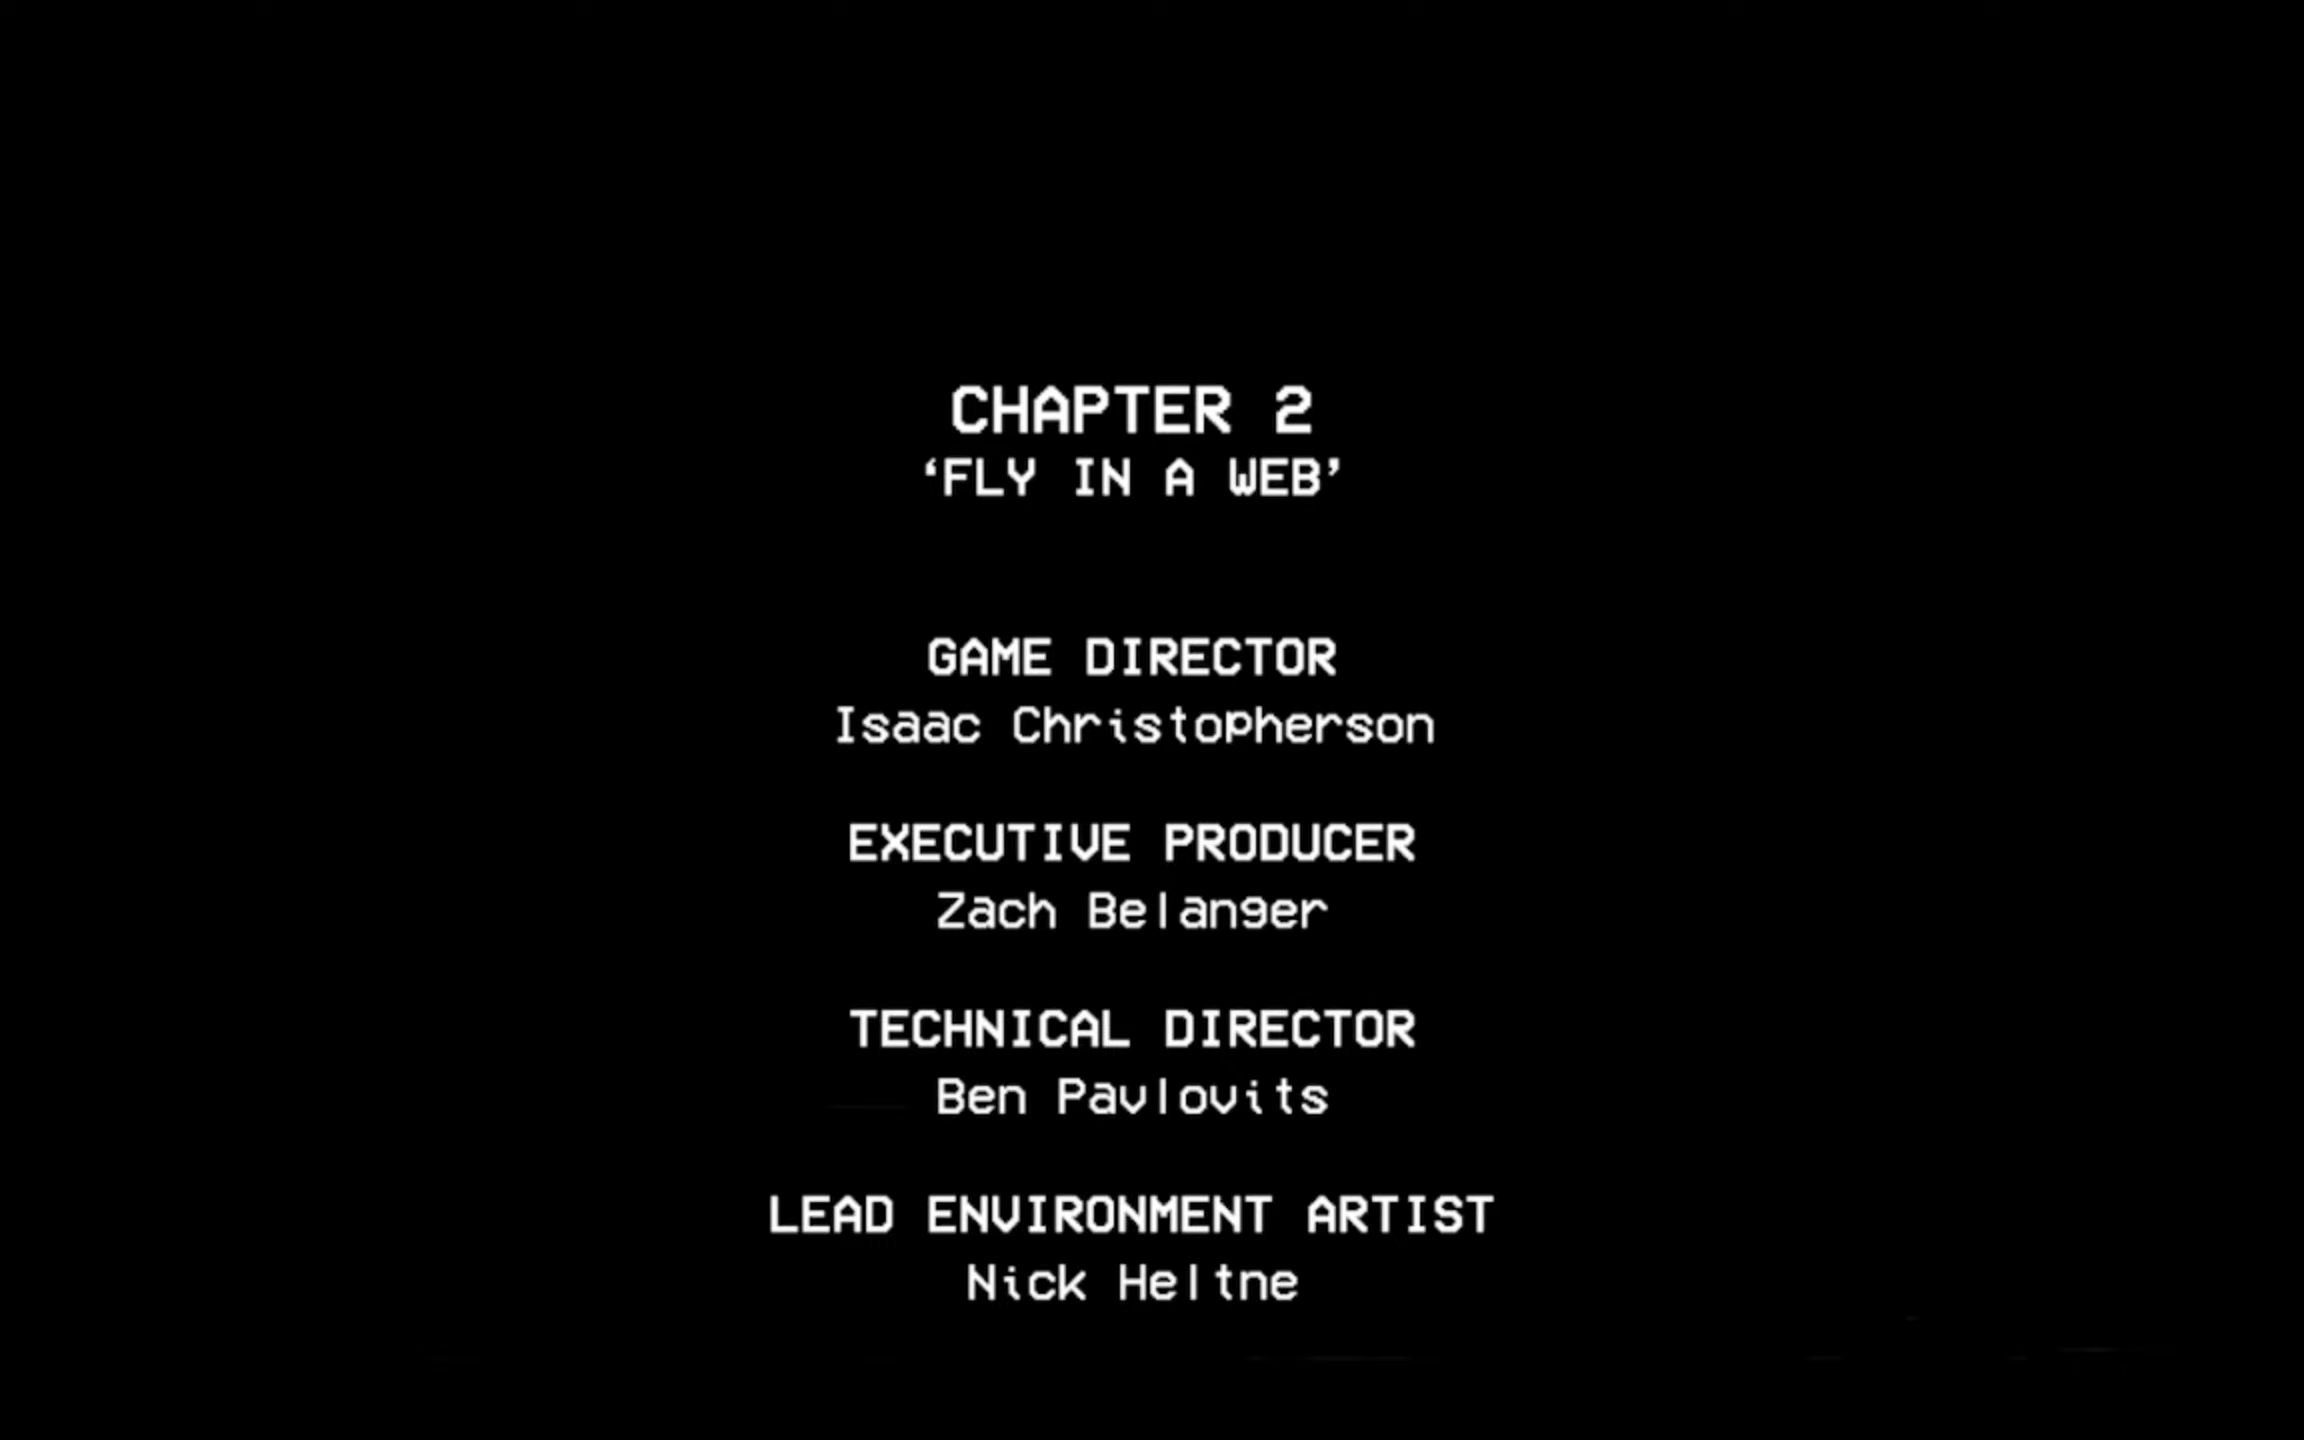 CHAPTER 2
‘FLY IN A WEB’
GAME DIRECTOR
Isaac Christopherson
EXECUTIVE PRODUCER
Zach Belanger
TECHNICAL DIRECTOR
Ben Pavlovits
LEAD ENVIRONMENT ARTIST
Nick Heltne